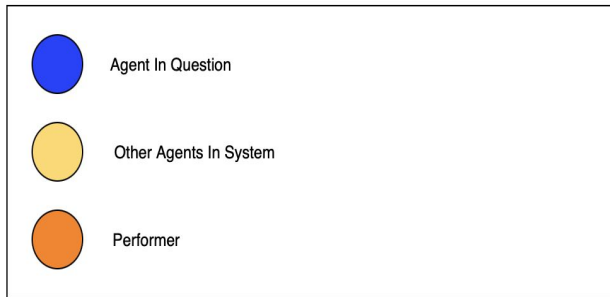 Agent In Question
Other Agents In System
Performer